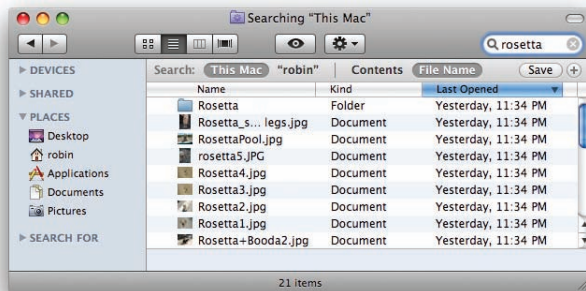 Searching "This Mac"
rosetta
DEVICES
SHARED
PLACES
Desktop
robin
Applications
Documents
Pictures
SEARCH FOR
Search: This Mac "robin" Contents File Name Save
Name Kind Last Opened
Rosetta Folder Yesterday, 11:34 PM
Rosetta_s... legs.jpg Document Yesterday, 11:34 PM
RosettaPool.jpg Document Yesterday, 11:34 PM
rosetta5.JPG Document Yesterday, 11:34 PM
Rosetta4.jpg Document Yesterday, 11:34 PM
Rosetta3.jpg Document Yesterday, 11:34 PM
Rosetta2.jpg Document Yesterday, 11:34 PM
Rosetta1.jpg Document Yesterday, 11:34 PM
Rosetta+Booda2.jpg Document Yesterday, 11:34 PM
21 items